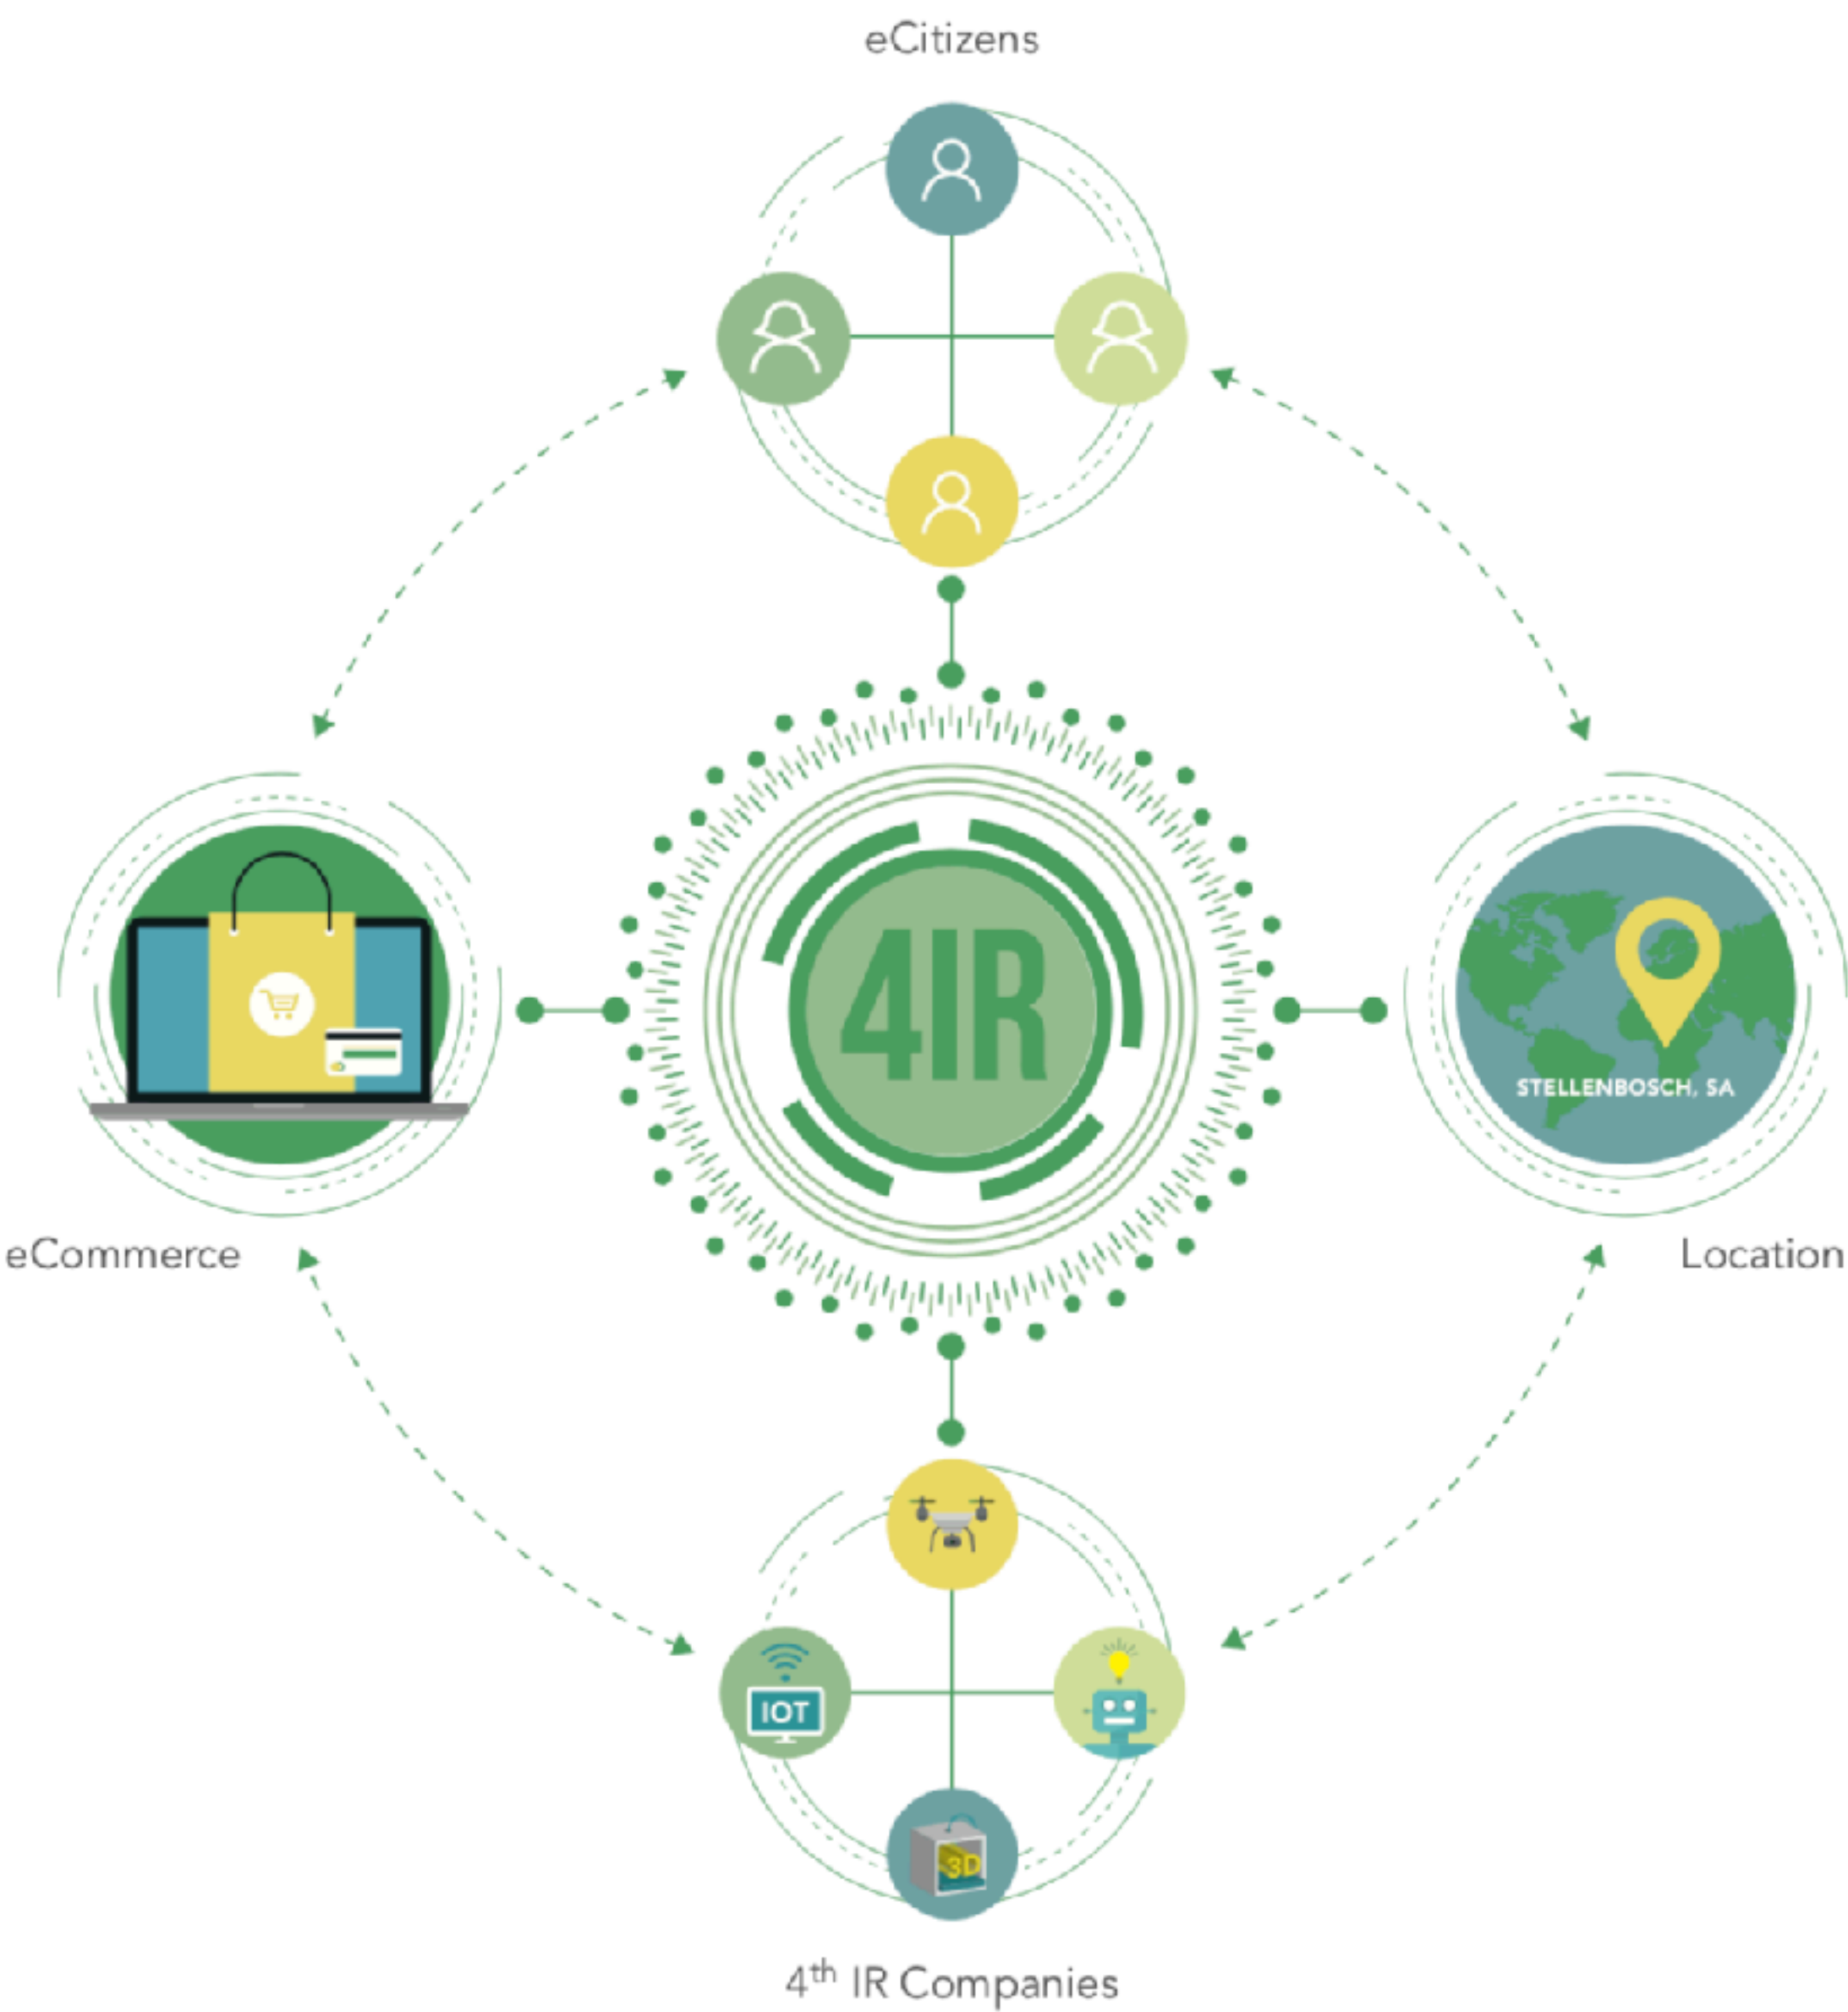 eCitizens
4IR
STELLENBOSCH, SA
eCommerce
Location
IOT
3D
4th IR Companies